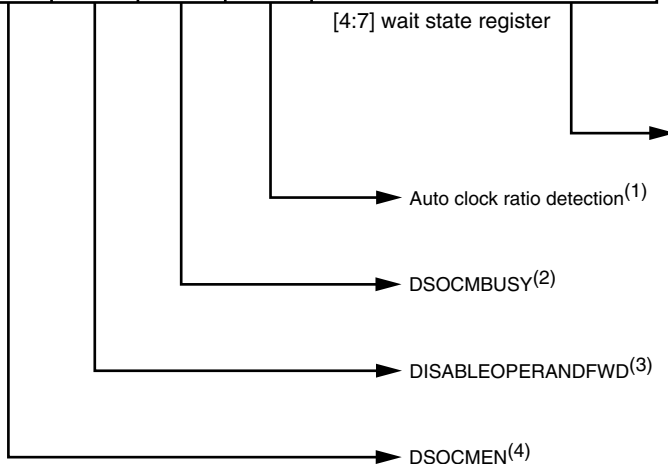 [4:7] wait state register
Auto clock ratio detection(1)
DSOCMBUSY(2)
DISABLEOPERANDFWD(3)
DSOCMEN(4)